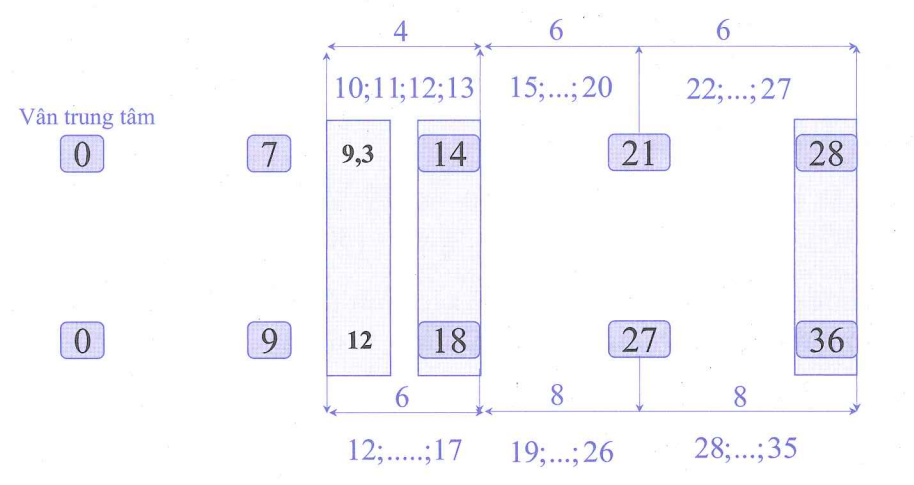 4 6 6
10;11;12;13 15;...;20 22;...;27
Vân trung tâm
0 7 9,3 14 21 28
0 9 12 18 27 36
6 8 8
12;.....;17 19;...;26 28;...;35